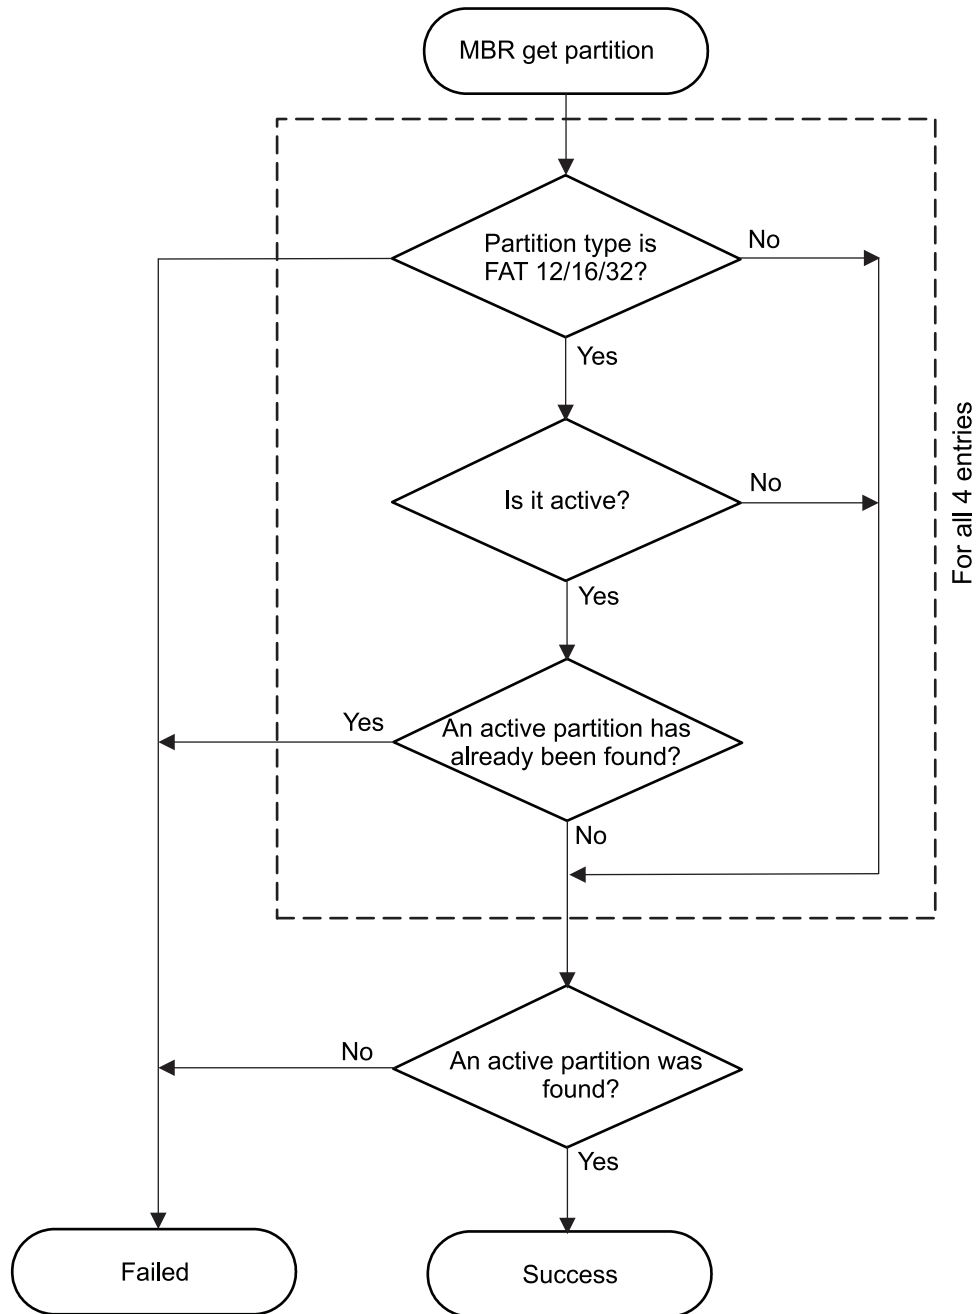 MBR get partition
Partition type is
FAT 12/16/32?
No
Yes
Is it active?
No
Yes
An active partition has
already been found?
Yes
No
For all 4 entries
An active partition was
found?
No
Yes
Failed
Success